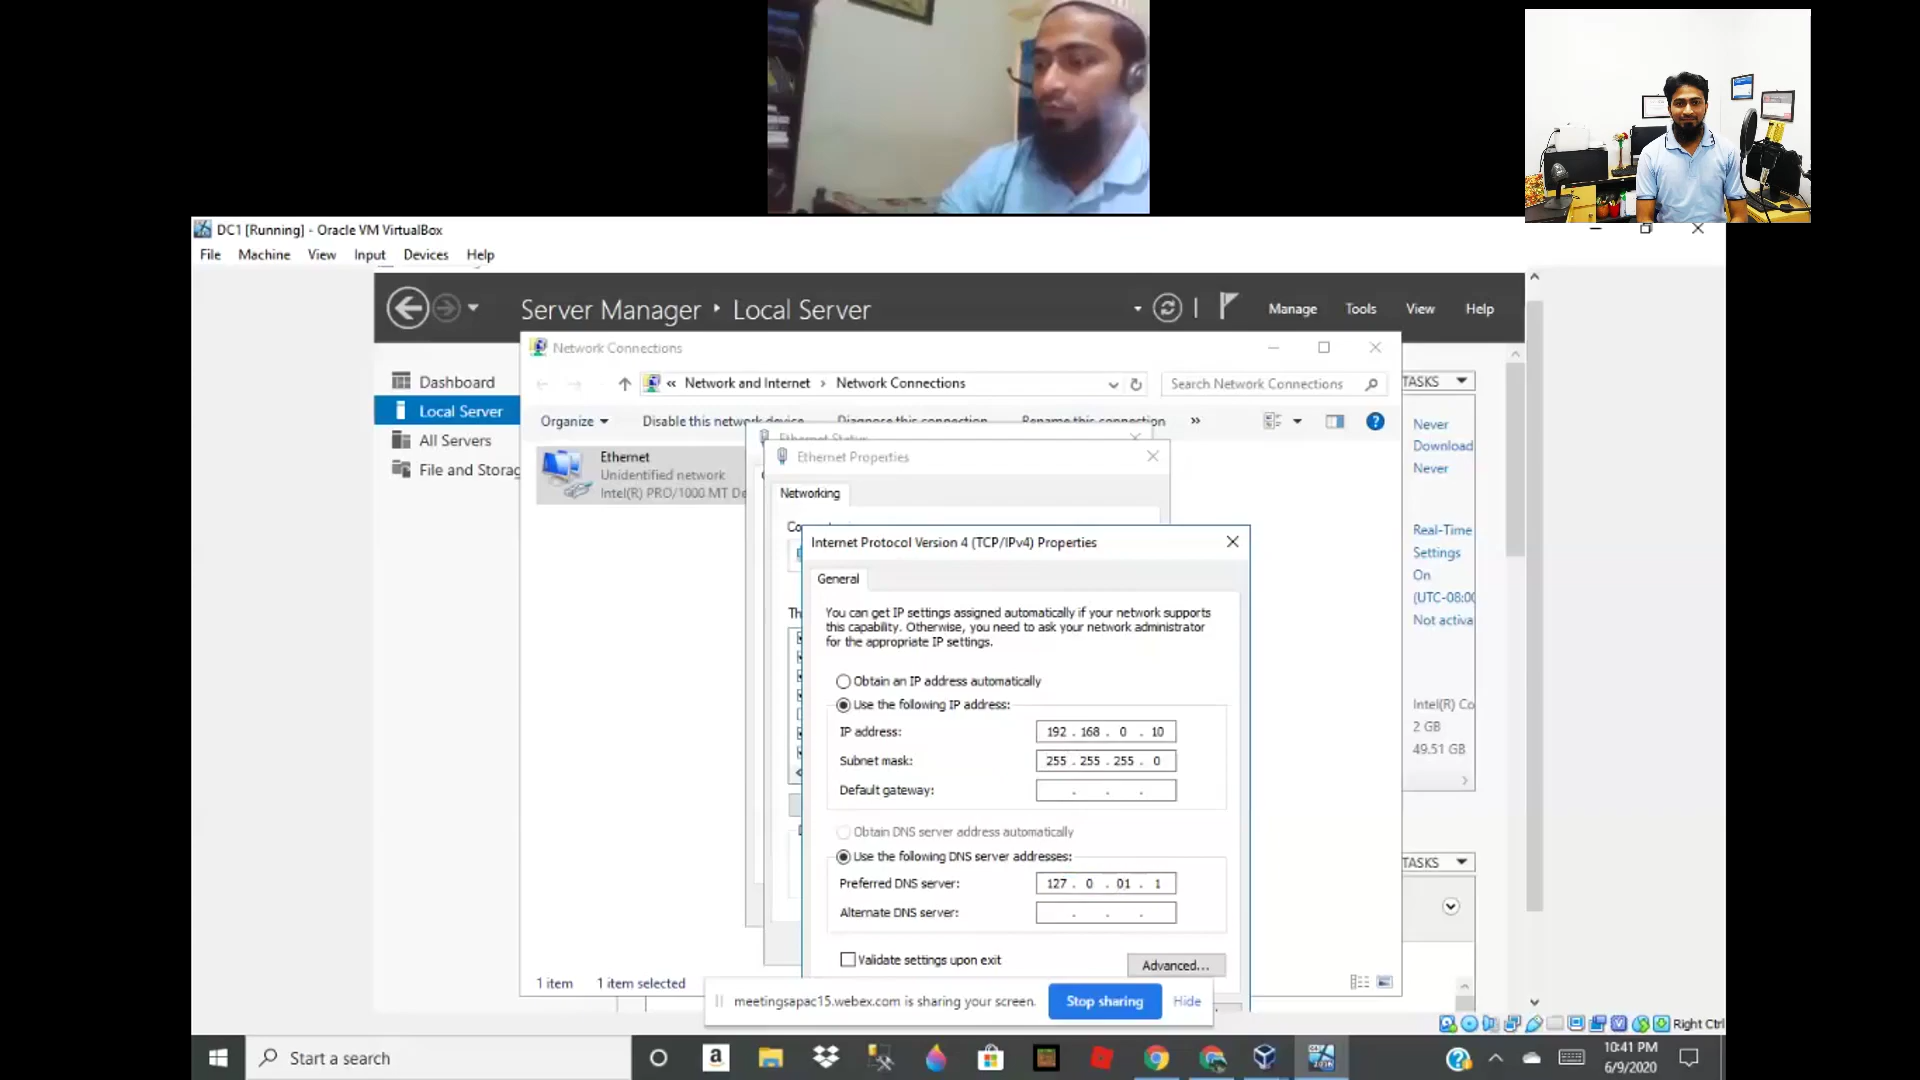 DC1 [Running] - Oracle VM VirtualBox
File Machine View Input Devices Help
Server Manager ‣ Local Server
Manage Tools View Help
Network Connections
Dashboard
Local Server
All Servers
File and Storag
« Network and Internet › Network Connections
Search Network Connections
Organize
Disable this network device
Diagnose this connection
Rename this connection
»
TASKS
Never
Download
Never
Real-Time
Settings
On
(UTC-08:00
Not activa
Intel(R) Co
2 GB
49.51 GB
TASKS
Ethernet
Unidentified network
Intel(R) PRO/1000 MT De
Ethernet Status
Ethernet Properties
Networking
Co
Th
Internet Protocol Version 4 (TCP/IPv4) Properties
General
You can get IP settings assigned automatically if your network supports
this capability. Otherwise, you need to ask your network administrator
for the appropriate IP settings.
Obtain an IP address automatically
Use the following IP address:
IP address: 192 . 168 . 0 . 10
Subnet mask: 255 . 255 . 255 . 0
Default gateway: . . .
Obtain DNS server address automatically
Use the following DNS server addresses:
Preferred DNS server: 127 . 0 . 01 . 1
Alternate DNS server: . . .
Validate settings upon exit
Advanced...
1 item 1 item selected
meetingsapac15.webex.com is sharing your screen. Stop sharing Hide
Right Ctrl
Start a search
10:41 PM
6/9/2020